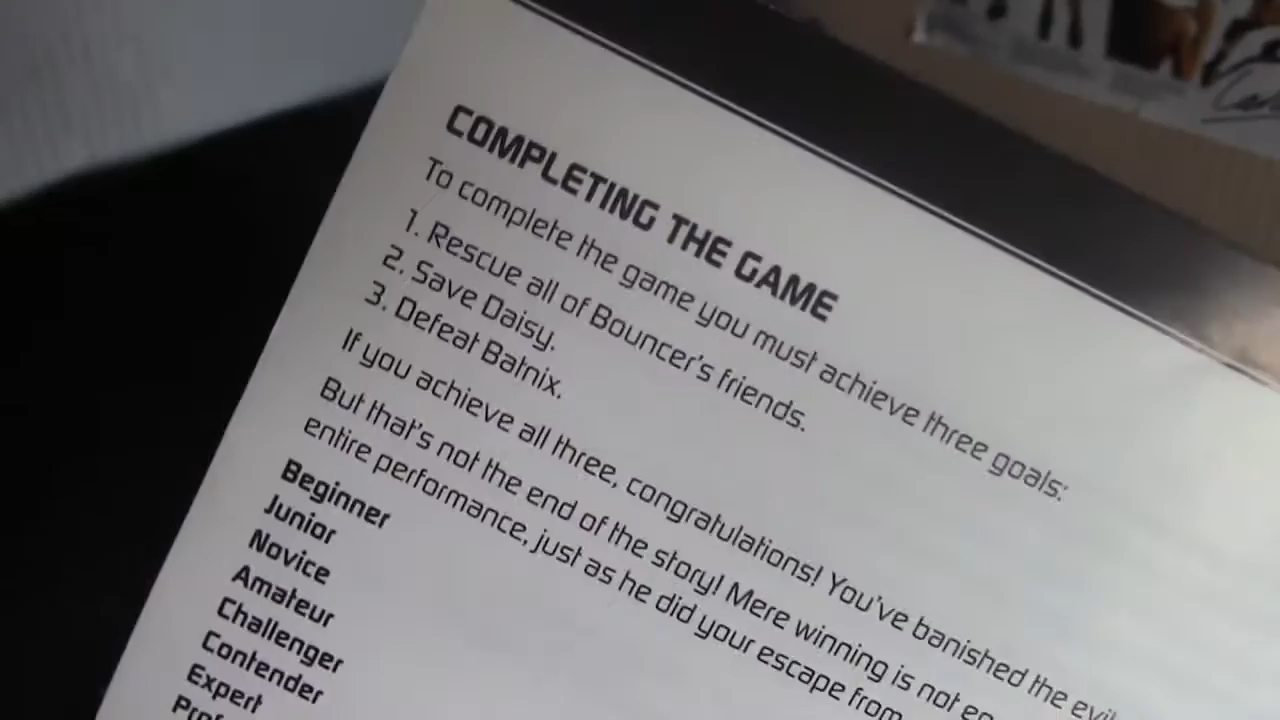 COMPLETING THE GAME
To complete the game you must achieve three goals:
1. Rescue all of Bouncer's friends.
2. Save Daisy.
3. Defeat Batnix.
If you achieve all three, congratulations! You've banished the evil
But that's not the end of the story! Mere winning is not
entire performance, just as he did your escape from
Beginner
Junior
Novice
Amateur
Challenger
Contender
Expert